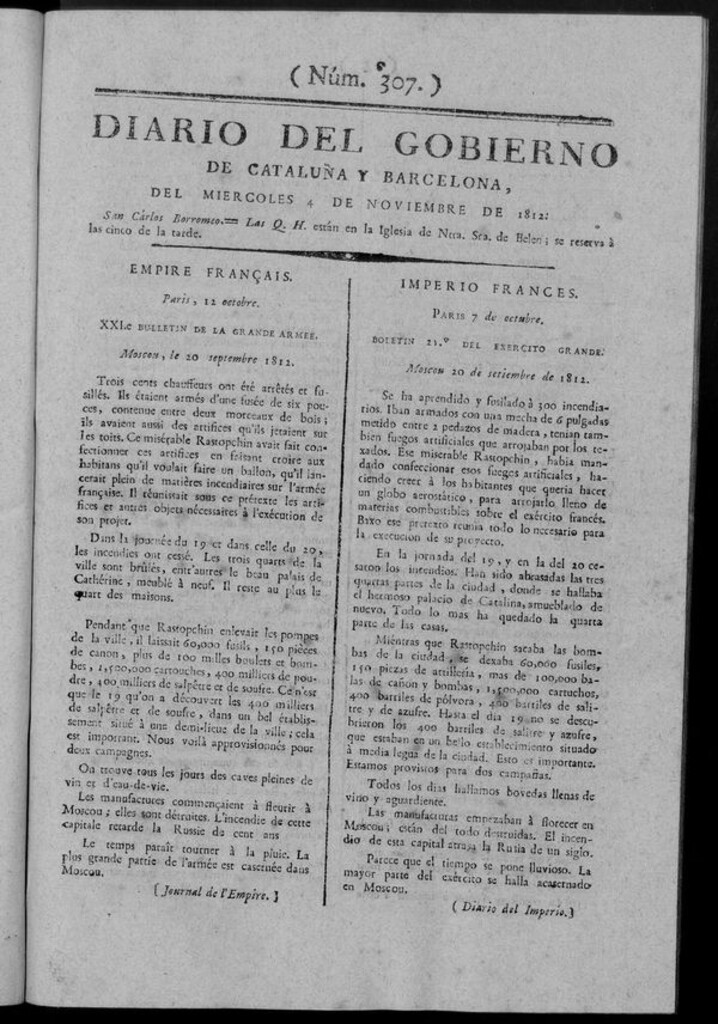 ( Núm. 307. )
DIARIO DEL GOBIERNO
DE CATALUÑA Y BARCELONA,
DEL MIERCOLES 4 DE NOVIEMBRE DE 1812.
San Cárlos Borromeo.== Las Q. H. están en la Iglesia de Ntra. Sra. de Belen; se reserva á
las cinco de la tarde.
EMPIRE FRANÇAIS.
Paris, 12 octobre.
XXI.e BULLETIN DE LA GRANDE ARMÉE.
Moscou, le 20 septembre 1812.
Trois cents chauffeurs ont été arrêtés et fu-
sillés. Ils étaient armés d'une fusée de six pou-
ces, contenue entre deux morceaux de bois;
ils avaient aussi des artifices qu'ils jetaient sur
les toits. Ce misérable Rastopchin avait fait con-
fectionner ces artifices en faisant croire aux
habitans qu'il voulait faire un ballon, qu'il lan-
cerait plein de matières incendiaires sur l'armée
française. Il réunissait sous ce prétexte les arti-
fices et autres objets nécessaires à l'exécution de
son projet.
Dans la journée du 19 et dans celle du 20,
les incendies ont cessé. Les trois quarts de la
ville sont brûlés, entr'autres le beau palais de
Cathérine, meublé à neuf. Il reste au plus le
quart des maisons.
Pendant que Rastopchin enlevait les pompes
de la ville, il laissait 60,000 fusils, 150 pièces
de canon, plus de 100 milles boulets et bom-
bes, 1,500,000 cartouches, 400 milliers de pou-
dre, 400 milliers de salpêtre et de soufre. Ce n'est
que le 19 qu'on a découvert les 400 milliers
de salpêtre et de soufre, dans un bel établis-
sement situé à une demi-lieue de la ville; cela
est important. Nous voilà approvisionnés pour
deux campagnes.
On trouve tous les jours des caves pleines de
vin et d'eau-de-vie.
Les manufactures commençaient à fleurir à
Moscou; elles sont détruites. L'incendie de cette
capitale retarde la Russie de cent ans
Le temps paraît tourner à la pluie. La
plus grande partie de l'armée est casernée dans
Moscou.
(Journal de l'Empire.)
IMPERIO FRANCES.
PARIS 7 de octubre.
BOLETIN 21.º DEL EXERCITO GRANDE.
Moscou 20 de setiembre de 1812.
Se ha aprendido y fusilado à 300 incendia-
rios. Iban armados con una mecha de 6 pulgadas
metido entre 2 pedazos de madera, tenian tam-
bien fuegos artificiales que arrojaban por los te-
xados. Ese miserable Rastopchin, habia man-
dado confeccionar esos fuegos artificiales, ha-
ciendo creer à los habitantes que queria hacer
un globo aerostático, para arrojarlo lleno de
materias combustibles sobre el exército francés.
Baxo ese pretexto reunia todo lo necesario para
la execucion de su proyecto.
En la jornada del 19, y en la del 20 ce-
saron los incendios. Han sido abrasadas las tres
quartas partes de la ciudad, donde se hallaba
el hermoso palacio de Catalina, amueblado de
nuevo. Todo lo mas ha quedado la quarta
parte de las casas.
Mientras que Rastopchin sacaba las bom-
bas de la ciudad, se dexaba 60,000 fusiles,
150 piezas de artillería, mas de 100,000 ba-
las de cañon y bombas, 1,500,000 cartuchos,
400 barriles de pólvora, 400 barriles de sali-
tre y de azufre. Hasta el dia 19 no se descu-
brieron los 400 barriles de salitre y azufre,
que estaban en un bello establecimiento situado
á media legua de la ciudad. Esto es importante.
Estamos provistos para dos campañas.
Todos los dias hallamos bovedas llenas de
vino y aguardiente.
Las manufacturas empezaban à florecer en
Moscou; están del todo destruidas. El incen-
dio de esta capital atrasa la Rusia de un siglo.
Parece que el tiempo se pone lluvioso. La
mayor parte del exército se halla acasernado
en Moscou.
( Diario del Imperio.)